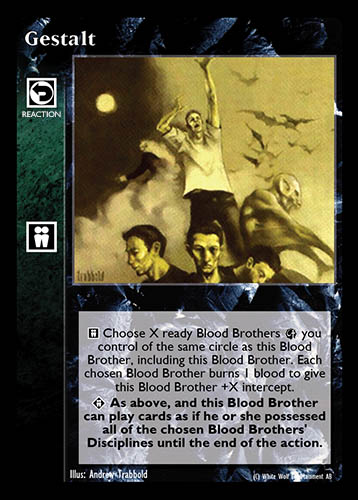 Gestalt
REACTION
Trabbold
Choose X ready Blood Brothers you
control of the same circle as this Blood
Brother, including this Blood Brother. Each
chosen Blood Brother burns 1 blood to give
this Blood Brother +X intercept.
As above, and this Blood Brother
can play cards as if he or she possessed
all of the chosen Blood Brothers'
Disciplines until the end of the action.
Illus: Andrew Trabbold
(C) White Wolf Entertainment AB